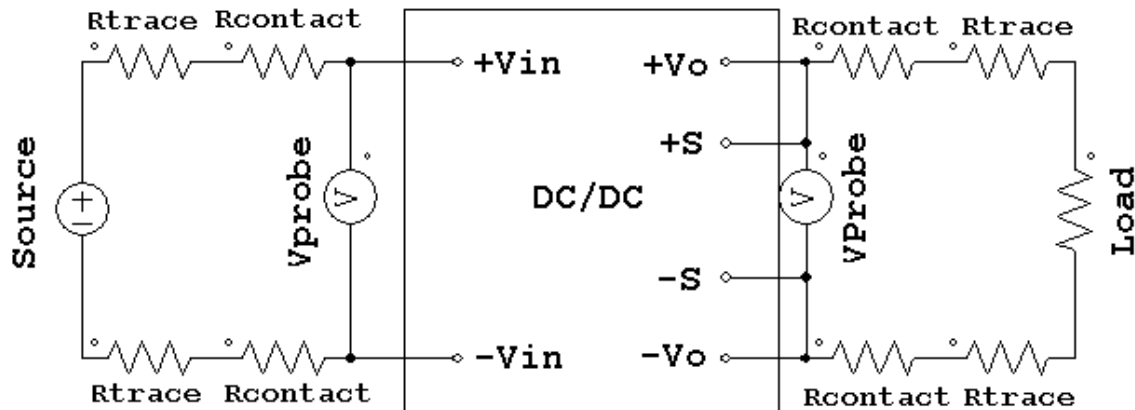 Rtrace Rcontact
Rcontact Rtrace
+Vin
+Vo
+S
Source
Vprobe
V
DC/DC
V
VProbe
Load
-S
-Vin
-Vo
Rtrace Rcontact
Rcontact Rtrace